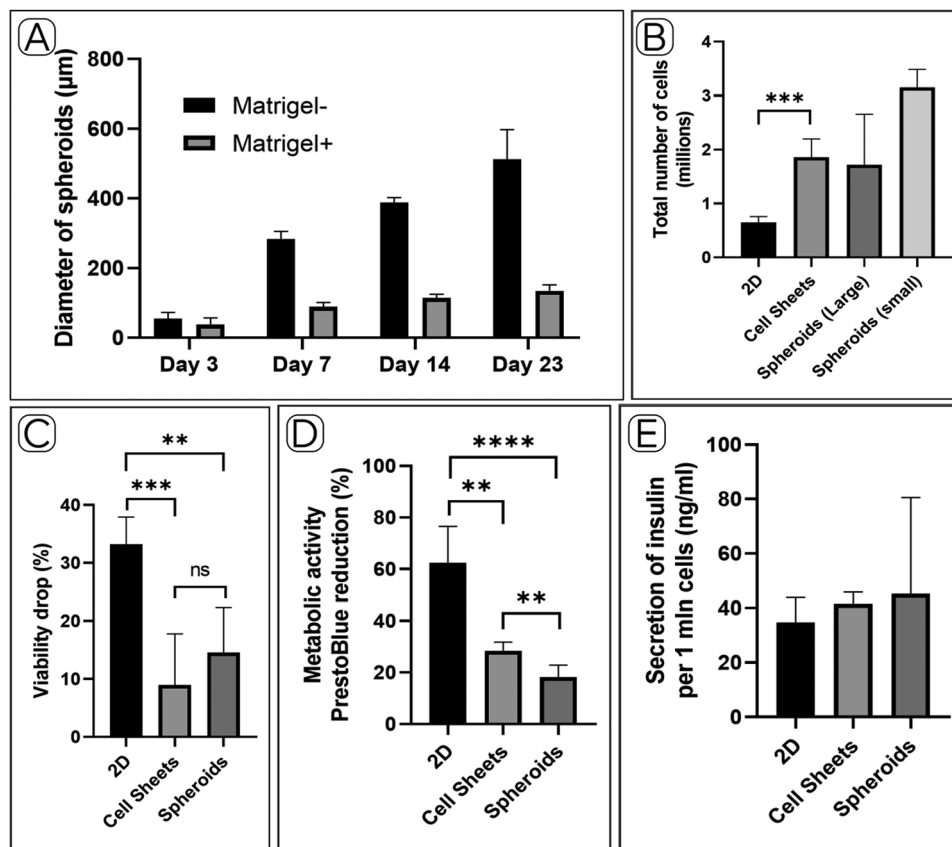 A
Diameter of spheroids (µm)
800
600
400
200
0
Matrigel-
Matrigel+
Day 3 Day 7 Day 14 Day 23
B
Total number of cells
(millions)
4
3
2
1
0
***
2D
Cell Sheets
Spheroids (Large)
Spheroids (small)
C
Viability drop (%)
40
30
20
10
0
**
***
ns
2D
Cell Sheets
Spheroids
D
Metabolic activity
PrestoBlue reduction (%)
100
80
60
40
20
0
****
**
**
2D
Cell Sheets
Spheroids
E
Secretion of insulin
per 1 mln cells (ng/ml)
100
80
60
40
20
0
2D
Cell Sheets
Spheroids